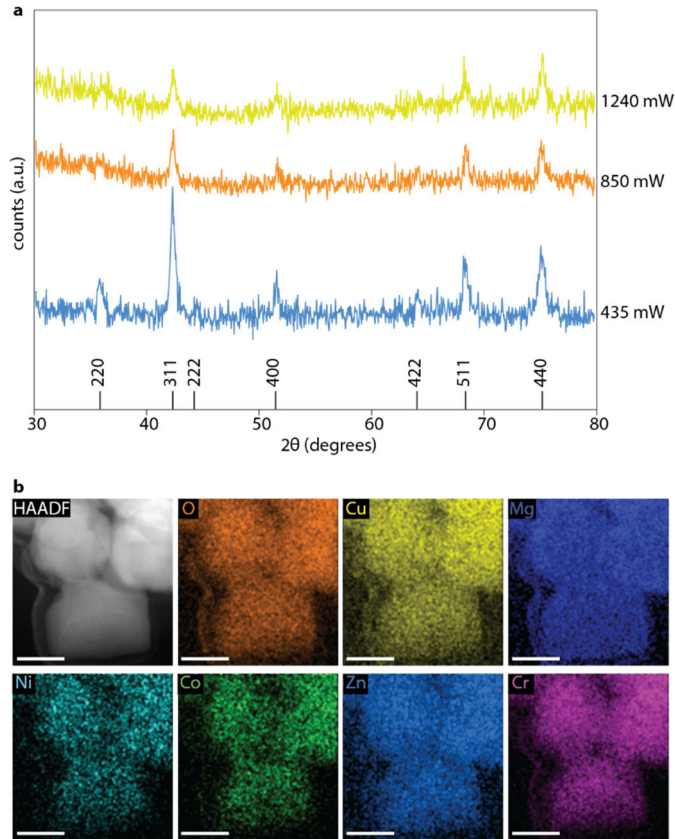 a
counts (a.u.)
1240 mW
850 mW
435 mW
220
311
222
400
422
511
440
30
40
50
60
70
80
2θ (degrees)
b
HAADF
O
Cu
Mg
Ni
Co
Zn
Cr